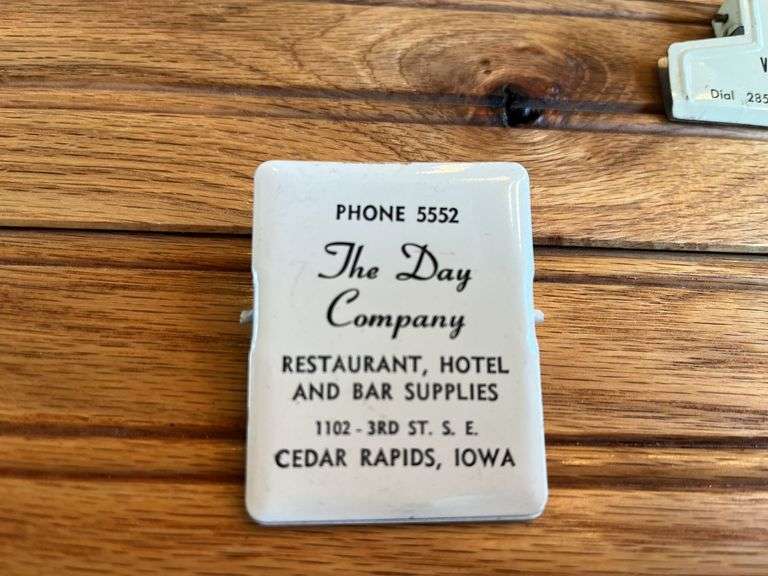 PHONE 5552
The Day
Company
RESTAURANT, HOTEL
AND BAR SUPPLIES
1102 - 3RD ST. S. E.
CEDAR RAPIDS, IOWA
Dial 285